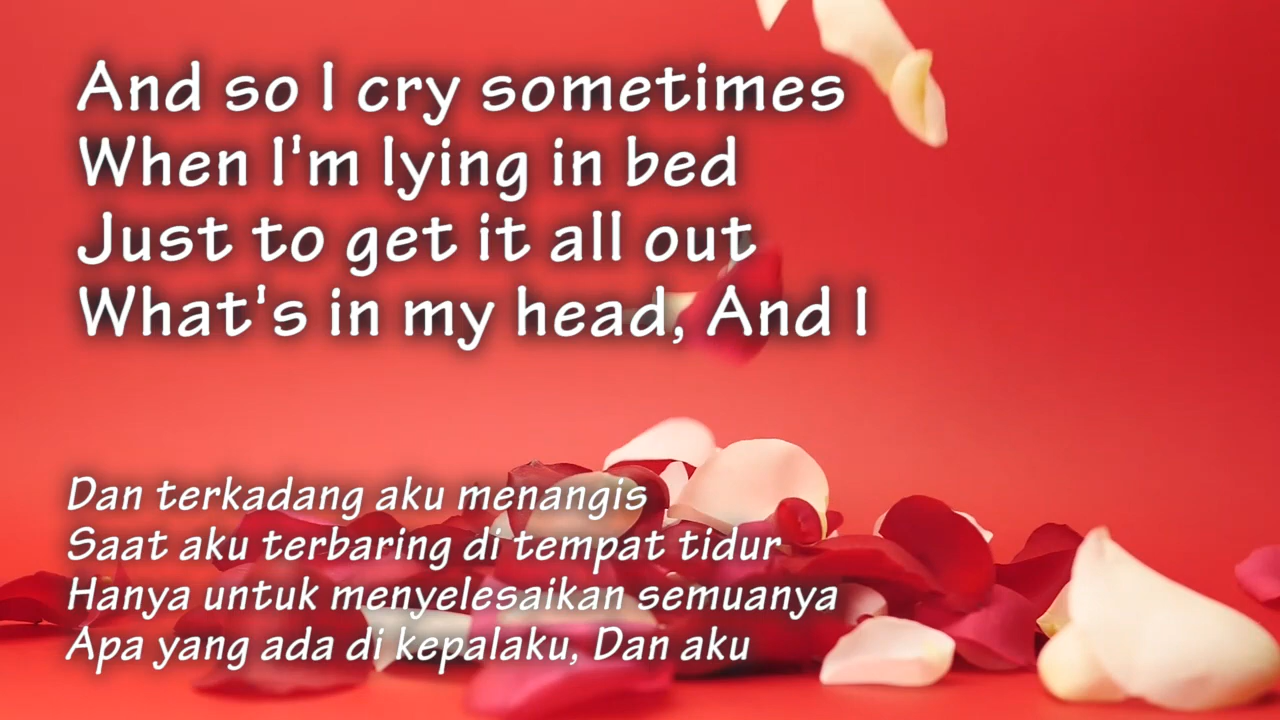 And so I cry sometimes
When I'm lying in bed
Just to get it all out
What's in my head, And I
Dan terkadang aku menangis
Saat aku terbaring di tempat tidur
Hanya untuk menyelesaikan semuanya
Apa yang ada di kepalaku, Dan aku